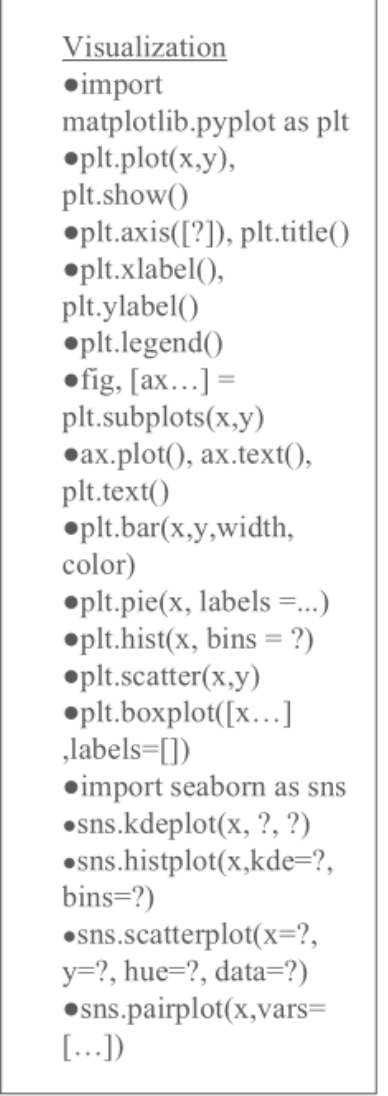 Visualization
●import
matplotlib.pyplot as plt
●plt.plot(x,y),
plt.show()
●plt.axis([?]), plt.title()
●plt.xlabel(),
plt.ylabel()
●plt.legend()
●fig, [ax…] =
plt.subplots(x,y)
●ax.plot(), ax.text(),
plt.text()
●plt.bar(x,y,width,
color)
●plt.pie(x, labels =...)
●plt.hist(x, bins = ?)
●plt.scatter(x,y)
●plt.boxplot([x…]
,labels=[])
●import seaborn as sns
●sns.kdeplot(x, ?, ?)
●sns.histplot(x,kde=?,
bins=?)
●sns.scatterplot(x=?,
y=?, hue=?, data=?)
●sns.pairplot(x,vars=
[…])